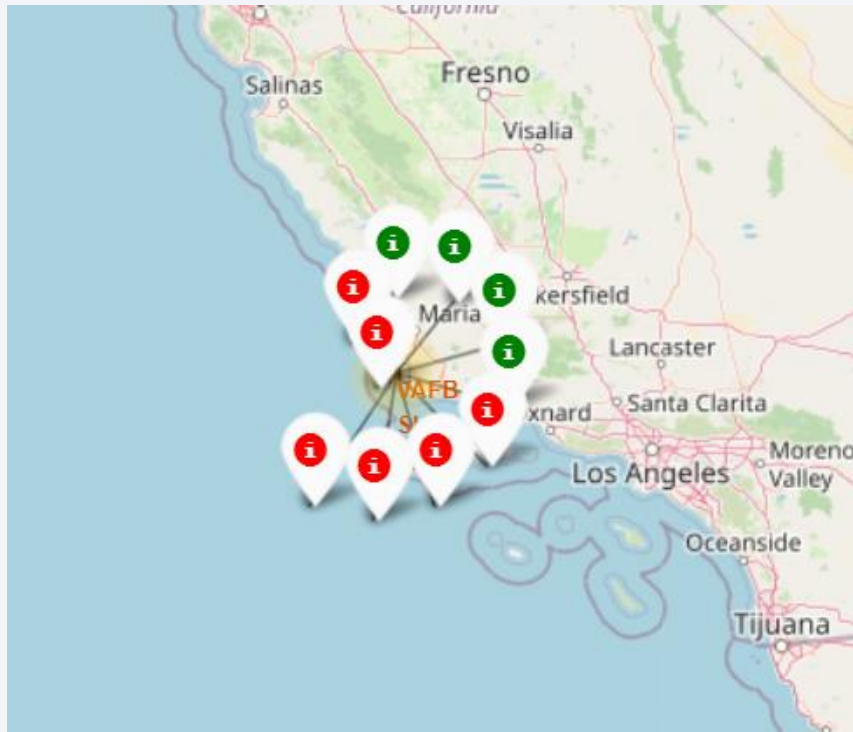 California
Salinas
Fresno
Visalia
kersfield
Maria
Lancaster
VAFB
Santa Clarita
xnard
Moreno
Valley
Los Angeles
Oceanside
Tijuana
i
i
i
i
i
i
i
i
i
i